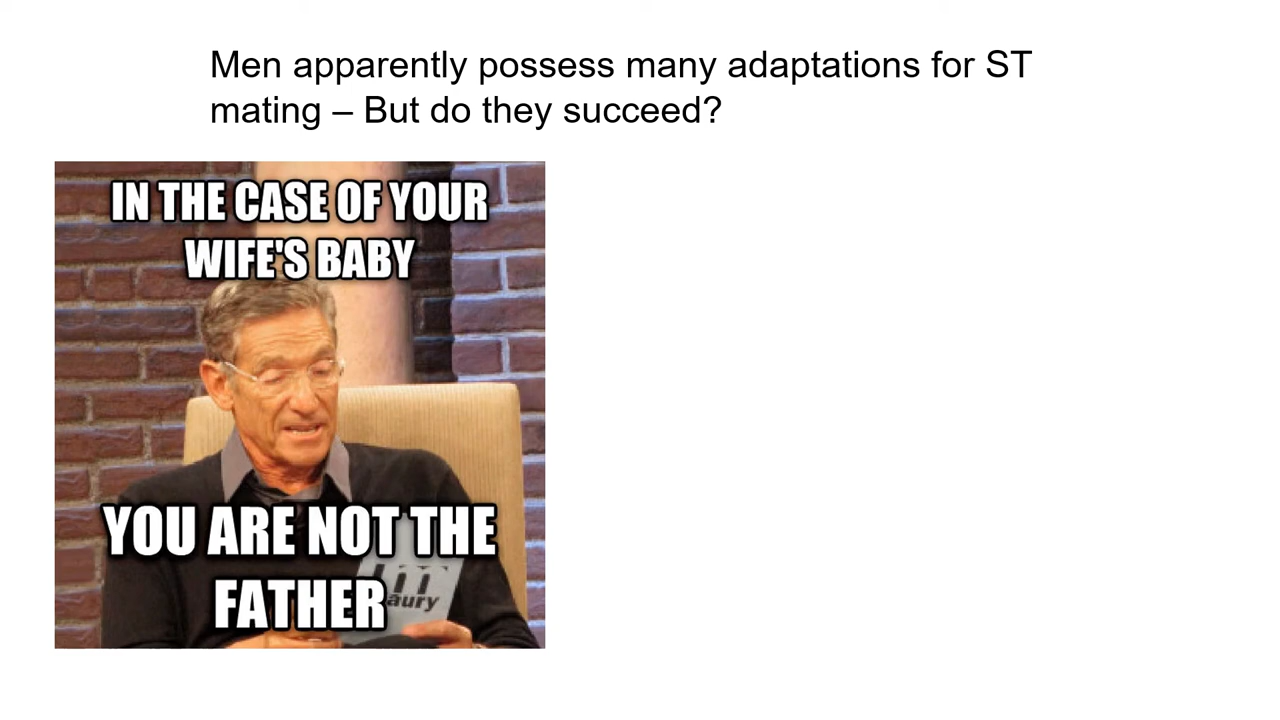 Men apparently possess many adaptations for ST
mating – But do they succeed?
IN THE CASE OF YOUR
WIFE'S BABY
YOU ARE NOT THE
FATHER
aury